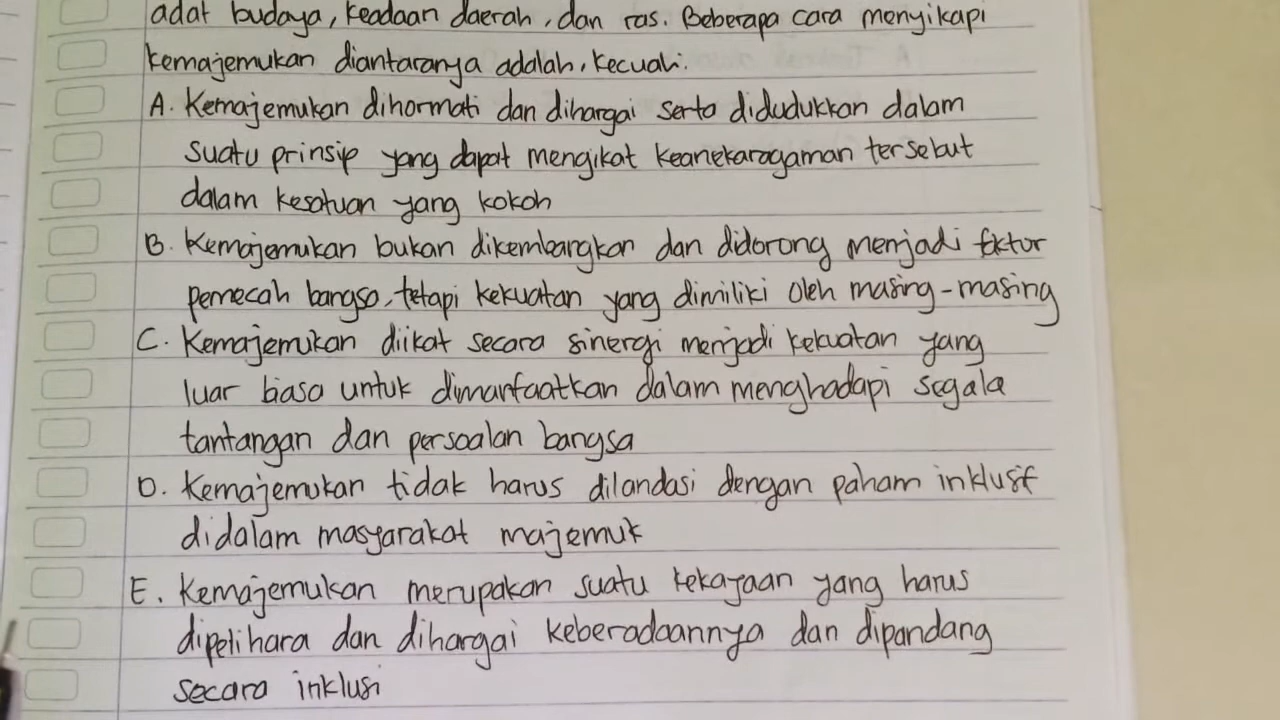 adat budaya, keadaan daerah, dan ras. Beberapa cara menyikapi
kemajemukan diantaranya adalah, kecuali.
A. Kemajemukan dihormati dan dihargai serta didudukkan dalam
suatu prinsip yang dapat mengikat keanekaragaman tersebut
dalam kesatuan yang kokoh
B. Kemajemukan bukan dikembangkan dan didorong menjadi faktor
pemecah bangsa, tetapi kekuatan yang dimiliki oleh masing-masing
C. Kemajemukan diikat secara sinergi menjadi kekuatan yang
luar biasa untuk dimanfaatkan dalam menghadapi segala
tantangan dan persoalan bangsa
D. Kemajemukan tidak harus dilandasi dengan paham inklusif
didalam masyarakat majemuk
E. Kemajemukan merupakan suatu kekayaan yang harus
dipelihara dan dihargai keberadaannya dan dipandang
secara inklusi